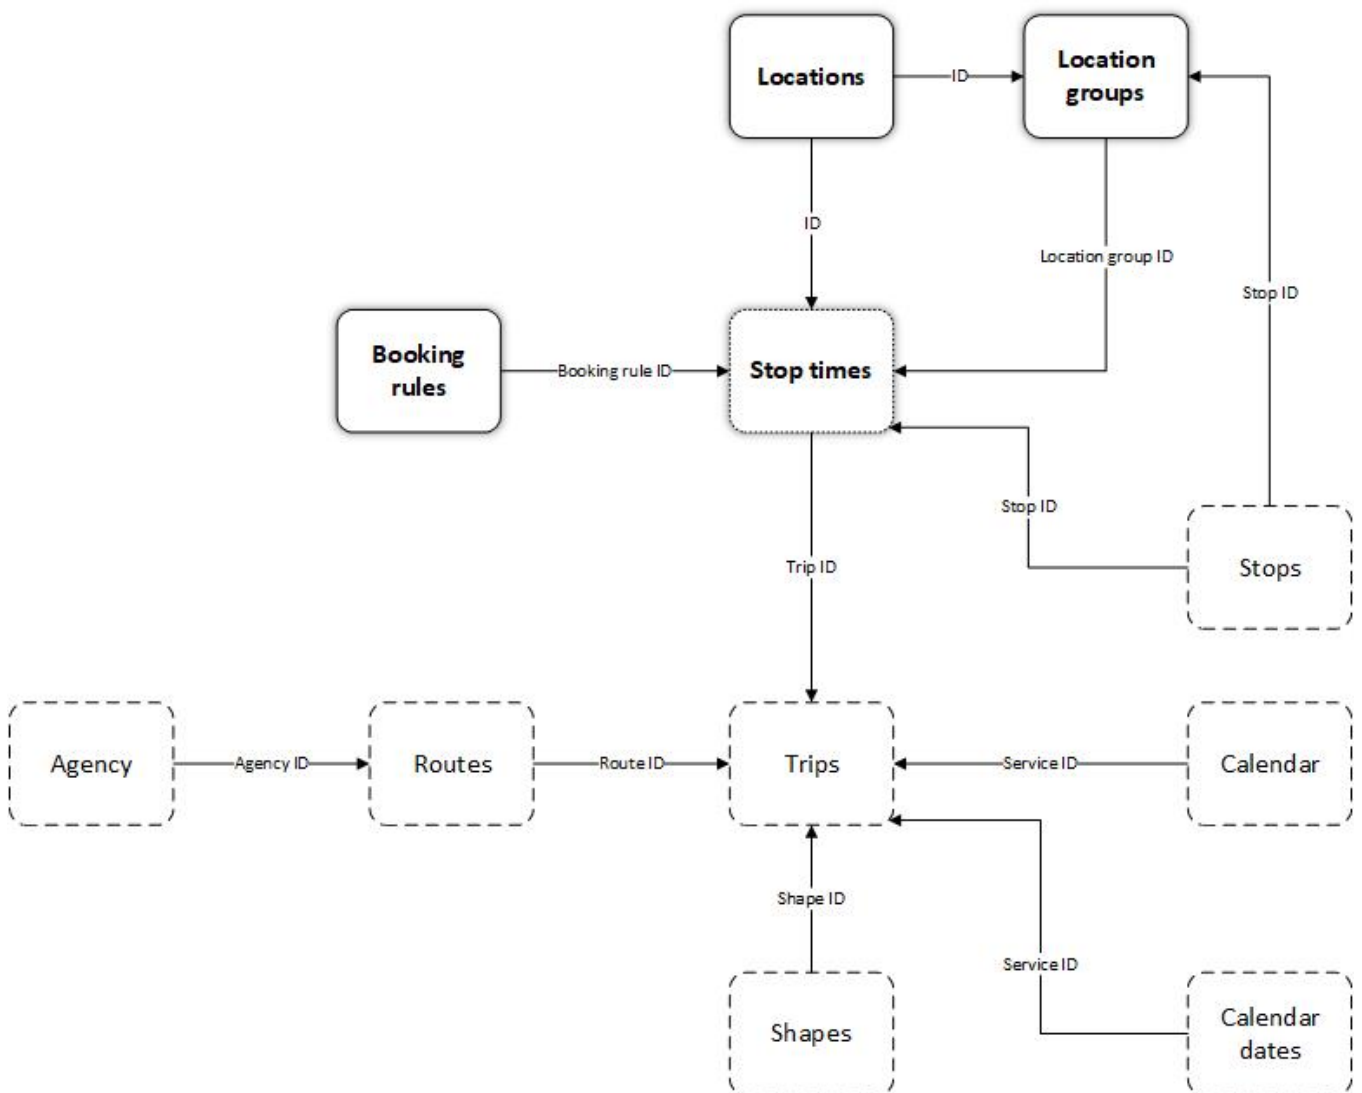 Locations
ID
Location
groups
ID
Location group ID
Stop ID
Booking
rules
Booking rule ID
Stop times
Stop ID
Trip ID
Stops
Agency
Agency ID
Routes
Route ID
Trips
Service ID
Calendar
Shape ID
Service ID
Shapes
Calendar
dates